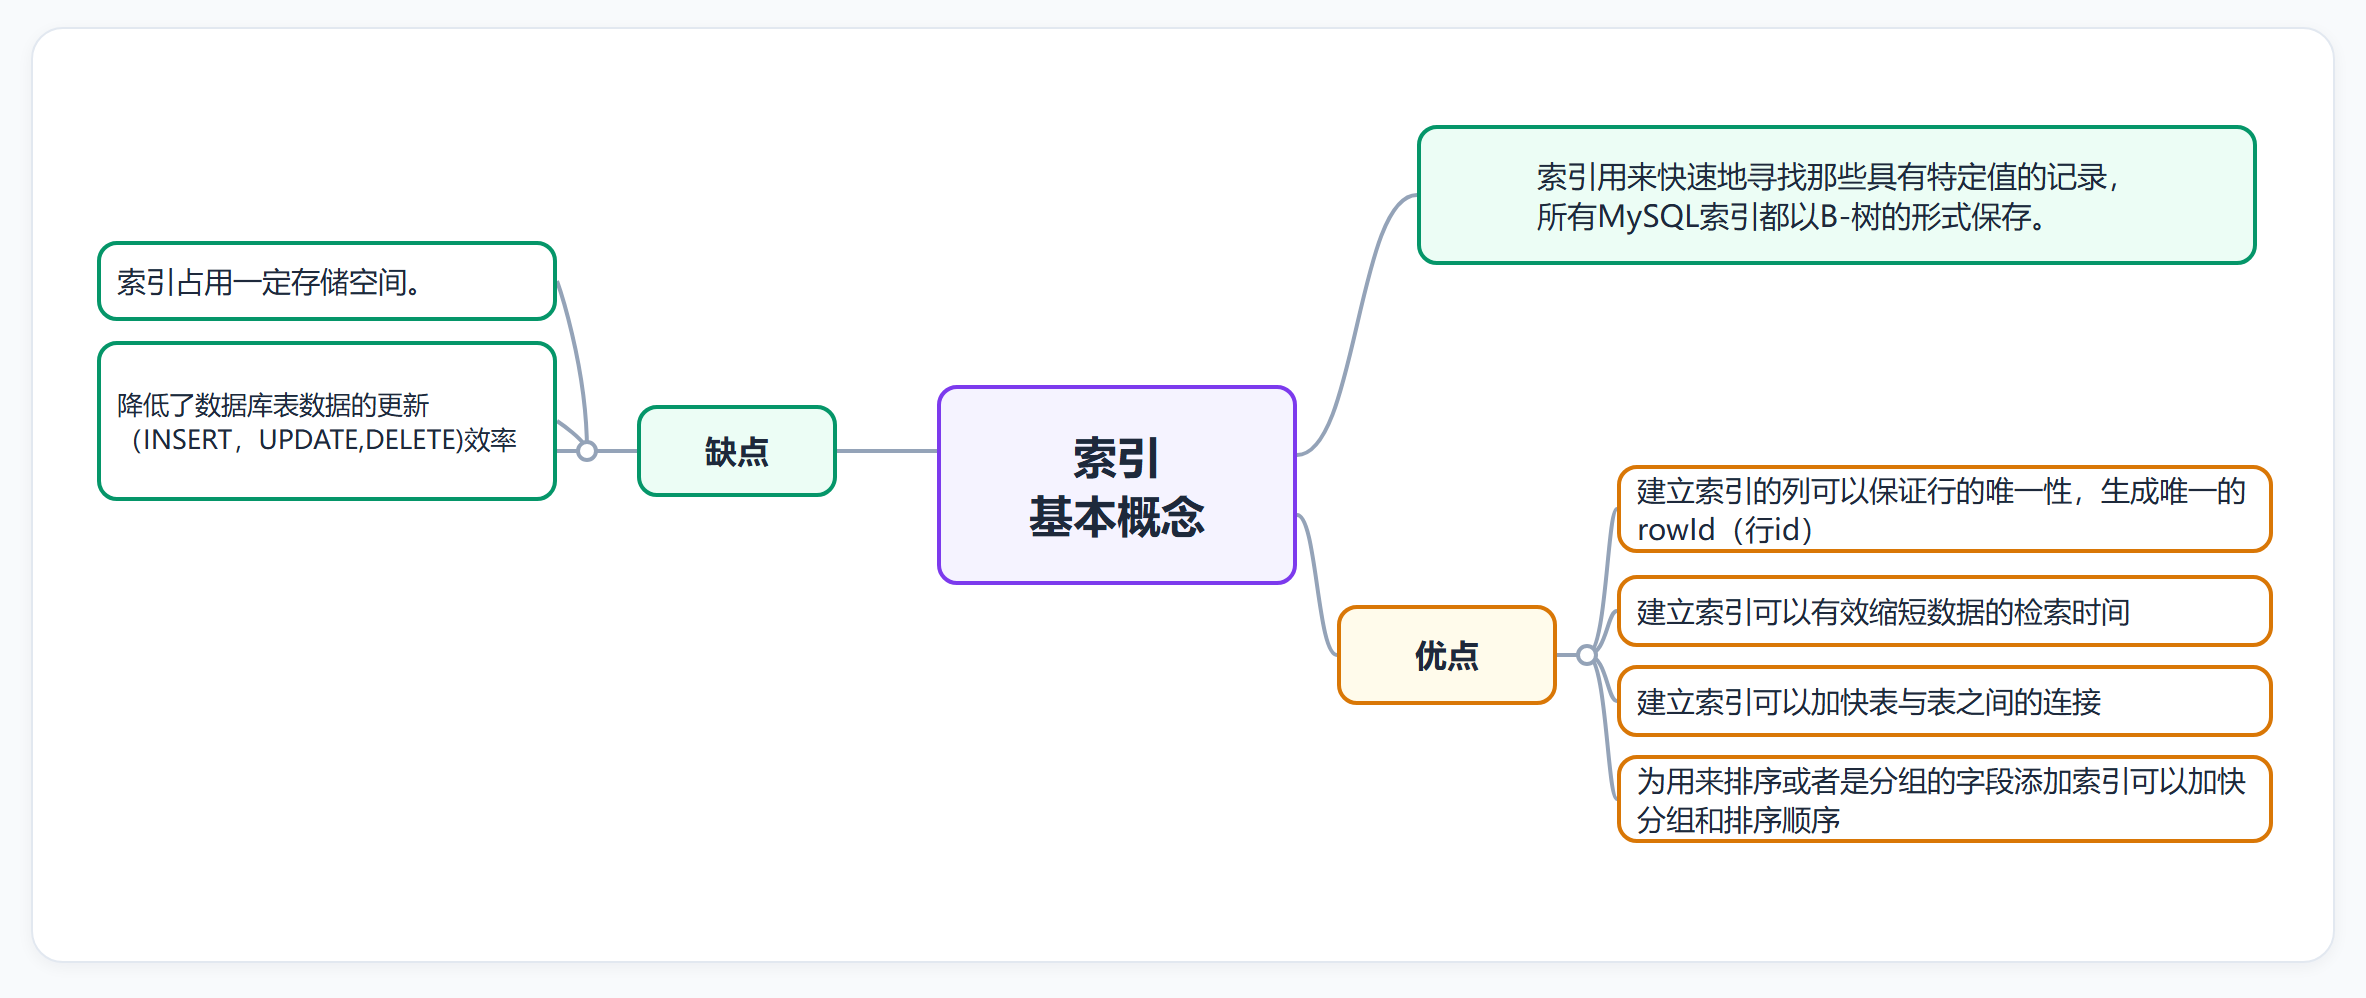 索引用来快速地寻找那些具有特定值的记录，
所有MySQL索引都以B-树的形式保存。
索引占用一定存储空间。
降低了数据库表数据的更新
（INSERT，UPDATE,DELETE)效率
缺点
索引
基本概念
优点
建立索引的列可以保证行的唯一性，生成唯一的
rowId（行id）
建立索引可以有效缩短数据的检索时间
建立索引可以加快表与表之间的连接
为用来排序或者是分组的字段添加索引可以加快
分组和排序顺序